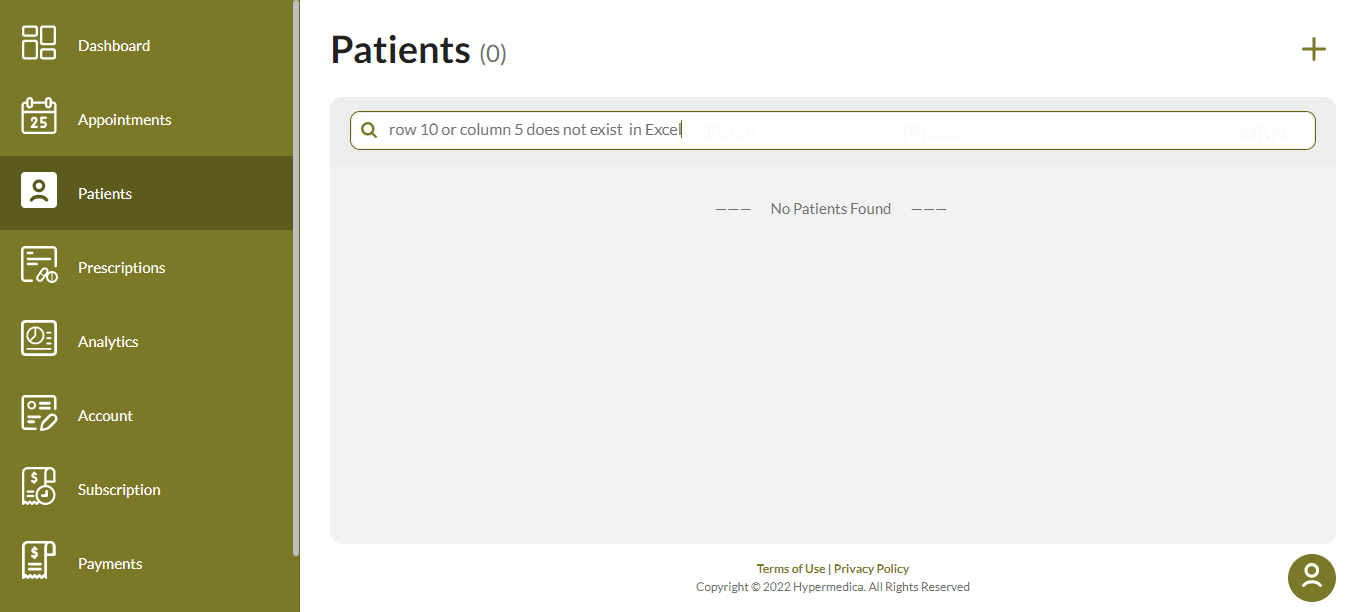 Dashboard
25
Appointments
Patients
Prescriptions
Analytics
Account
$
Subscription
$
Payments
Patients (0)
row 10 or column 5 does not exist  in Excel
Email
Phone
MRN
——— No Patients Found ———
Terms of Use | Privacy Policy
Copyright © 2022 Hypermedica. All Rights Reserved